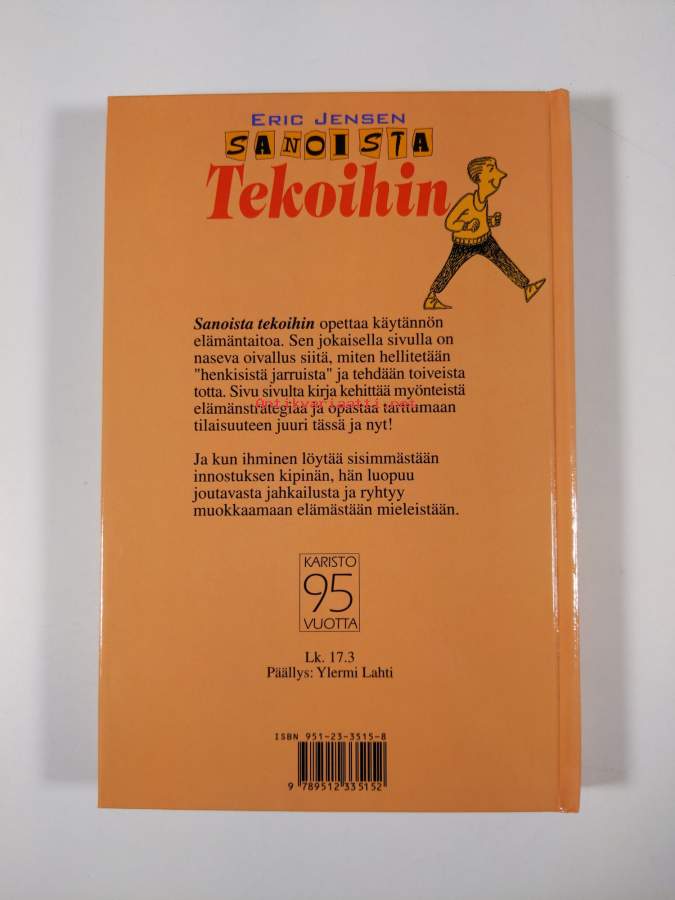 ERIC JENSEN
SANOISTA
Tekoihin
Sanoista tekoihin opettaa käytännön
elämäntaitoa. Sen jokaisella sivulla on
naseva oivallus siitä, miten hellitetään
"henkisistä jarruista" ja tehdään toiveista
totta. Sivu sivulta kirja kehittää myönteistä
Antikvariaatti.net
elämänstrategiaa ja opastaa tarttumaan
tilaisuuteen juuri tässä ja nyt!
Ja kun ihminen löytää sisimmästään
innostuksen kipinän, hän luopuu
joutavasta jahkailusta ja ryhtyy
muokkaamaan elämästään mieleistään.
KARISTO
95
VUOTTA
Lk. 17.3
Päällys: Ylermi Lahti
ISBN 951-23-3515-8
9 789512 335152